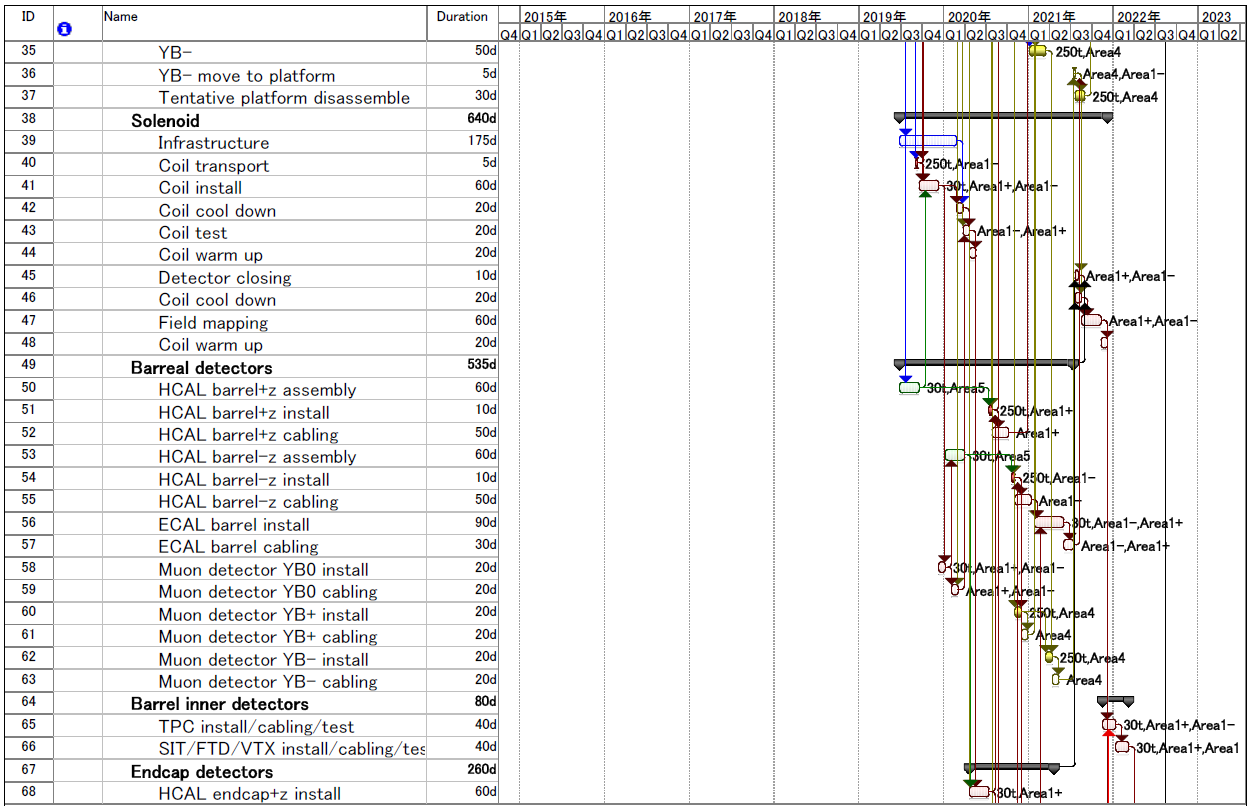 ID Name Duration 2015年 2016年 2017年 2018年 2019年 2020年 2021年 2022年 2023
Q4 Q1 Q2 Q3 Q4 Q1 Q2 Q3 Q4 Q1 Q2 Q3 Q4 Q1 Q2 Q3 Q4 Q1 Q2 Q3 Q4 Q1 Q2 Q3 Q4 Q1 Q2 Q3 Q4 Q1 Q2 Q3 Q4 Q1 Q2
35 YB- 50d 250t,Area4
36 YB- move to platform 5d Area4,Area1-
37 Tentative platform disassemble 30d 250t,Area4
38 Solenoid 640d
39 Infrastructure 175d
40 Coil transport 5d 250t,Area1-
41 Coil install 60d 30t,Area1+,Area1-
42 Coil cool down 20d
43 Coil test 20d Area1-,Area1+
44 Coil warm up 20d
45 Detector closing 10d Area1+,Area1-
46 Coil cool down 20d
47 Field mapping 60d Area1+,Area1-
48 Coil warm up 20d
49 Barreal detectors 535d
50 HCAL barrel+z assembly 60d 30t,Area5
51 HCAL barrel+z install 10d 250t,Area1+
52 HCAL barrel+z cabling 50d Area1+
53 HCAL barrel-z assembly 60d 30t,Area5
54 HCAL barrel-z install 10d 250t,Area1-
55 HCAL barrel-z cabling 50d Area1-
56 ECAL barrel install 90d 30t,Area1-,Area1+
57 ECAL barrel cabling 30d Area1-,Area1+
58 Muon detector YB0 install 20d 30t,Area1+,Area1-
59 Muon detector YB0 cabling 20d Area1+,Area1-
60 Muon detector YB+ install 20d 250t,Area4
61 Muon detector YB+ cabling 20d Area4
62 Muon detector YB- install 20d 250t,Area4
63 Muon detector YB- cabling 20d Area4
64 Barrel inner detectors 80d
65 TPC install/cabling/test 40d 30t,Area1+,Area1-
66 SIT/FTD/VTX install/cabling/tes 40d 30t,Area1+,Area1
67 Endcap detectors 260d
68 HCAL endcap+z install 60d 30t,Area1+